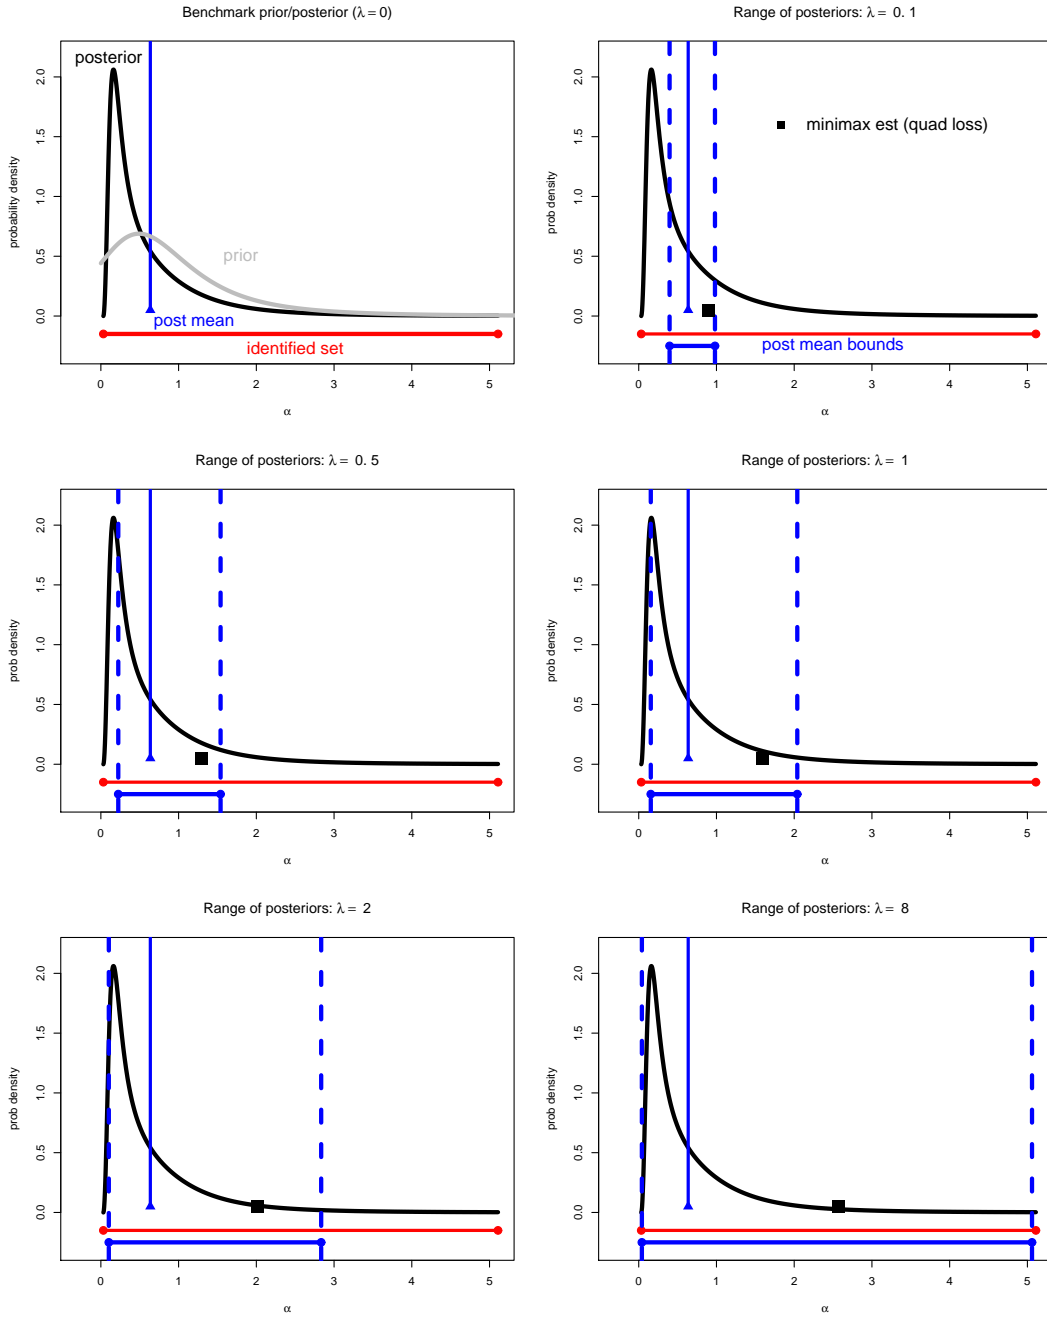 Benchmark prior/posterior (λ = 0)
probability density
0.0 0.5 1.0 1.5 2.0
posterior
prior
post mean
identified set
0 1 2 3 4 5
α
Range of posteriors: λ = 0. 1
prob density
0.0 0.5 1.0 1.5 2.0
minimax est (quad loss)
post mean bounds
0 1 2 3 4 5
α
Range of posteriors: λ = 0. 5
prob density
0.0 0.5 1.0 1.5 2.0
0 1 2 3 4 5
α
Range of posteriors: λ = 1
prob density
0.0 0.5 1.0 1.5 2.0
0 1 2 3 4 5
α
Range of posteriors: λ = 2
prob density
0.0 0.5 1.0 1.5 2.0
0 1 2 3 4 5
α
Range of posteriors: λ = 8
prob density
0.0 0.5 1.0 1.5 2.0
0 1 2 3 4 5
α